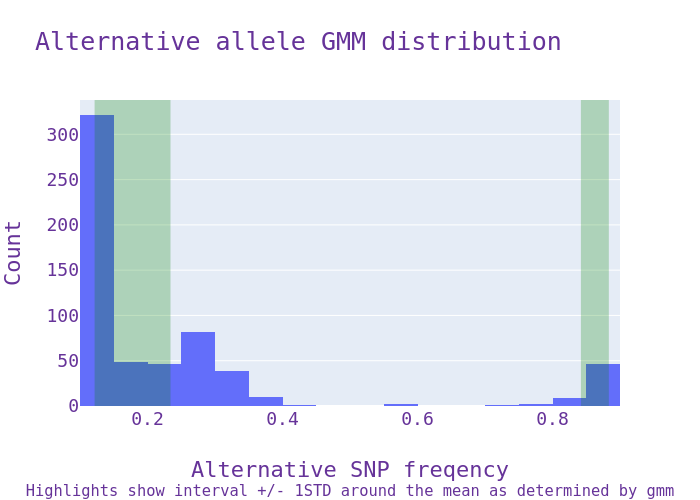 Alternative allele GMM distribution
300
250
200
150
100
50
0
Count
0.2
0.4
0.6
0.8
Alternative SNP freqency
Highlights show interval +/- 1STD around the mean as determined by gmm